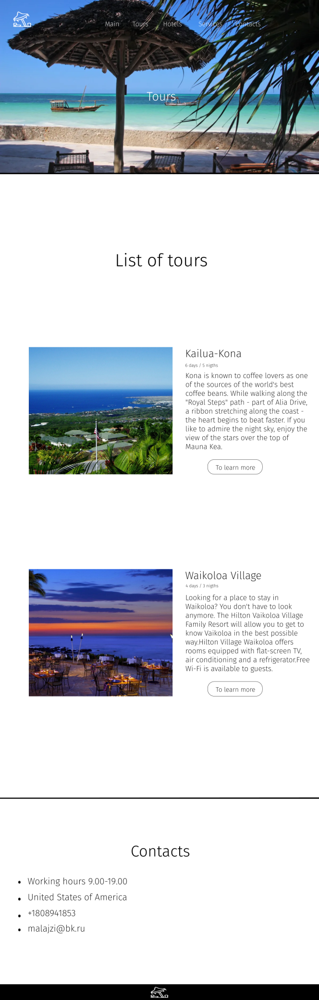 Main Tours Hotels Services Contacts
Tours
List of tours
Kailua-Kona
6 days / 5 nigths
Kona is known to coffee lovers as one
of the sources of the world's best
coffee beans. While walking along the
"Royal Steps" path - part of Alia Drive,
a ribbon stretching along the coast -
the heart begins to beat faster. If you
like to admire the night sky, enjoy the
view of the stars over the top of
Mauna Kea.
To learn more
Waikoloa Village
4 days / 3 nigths
Looking for a place to stay in
Waikoloa? You don't have to look
anymore. The Hilton Vaikoloa Village
Family Resort will allow you to get to
know Vaikoloa in the best possible
way.Hilton Village Waikoloa offers
rooms equipped with flat-screen TV,
air conditioning and a refrigerator.Free
Wi-Fi is available to guests.
To learn more
Contacts
• Working hours 9.00-19.00
• United States of America
• +1808941853
• malajzi@bk.ru